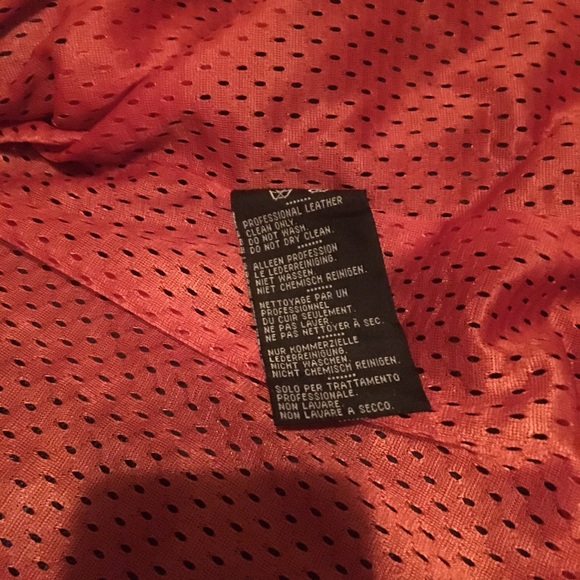 PROFESSIONAL LEATHER
CLEAN ONLY.
DO NOT WASH.
DO NOT DRY CLEAN.
ALLEEN PROFESSION
LE LEDERREINIGING.
NIET WASSEN.
NIET CHEMISCH REINIGEN.
NETTOYAGE PAR UN
PROFESSIONNEL
DU CUIR SEULEMENT.
NE PAS LAVER.
NE PAS NETTOYER À SEC.
NUR KOMMERZIELLE
LEDERREINIGUNG.
NICHT WASCHEN.
NICHT CHEMISCH REINIGEN.
SOLO PER TRATTAMENTO
PROFESSIONALE.
NON LAVARE.
NON LAVARE A SECCO.